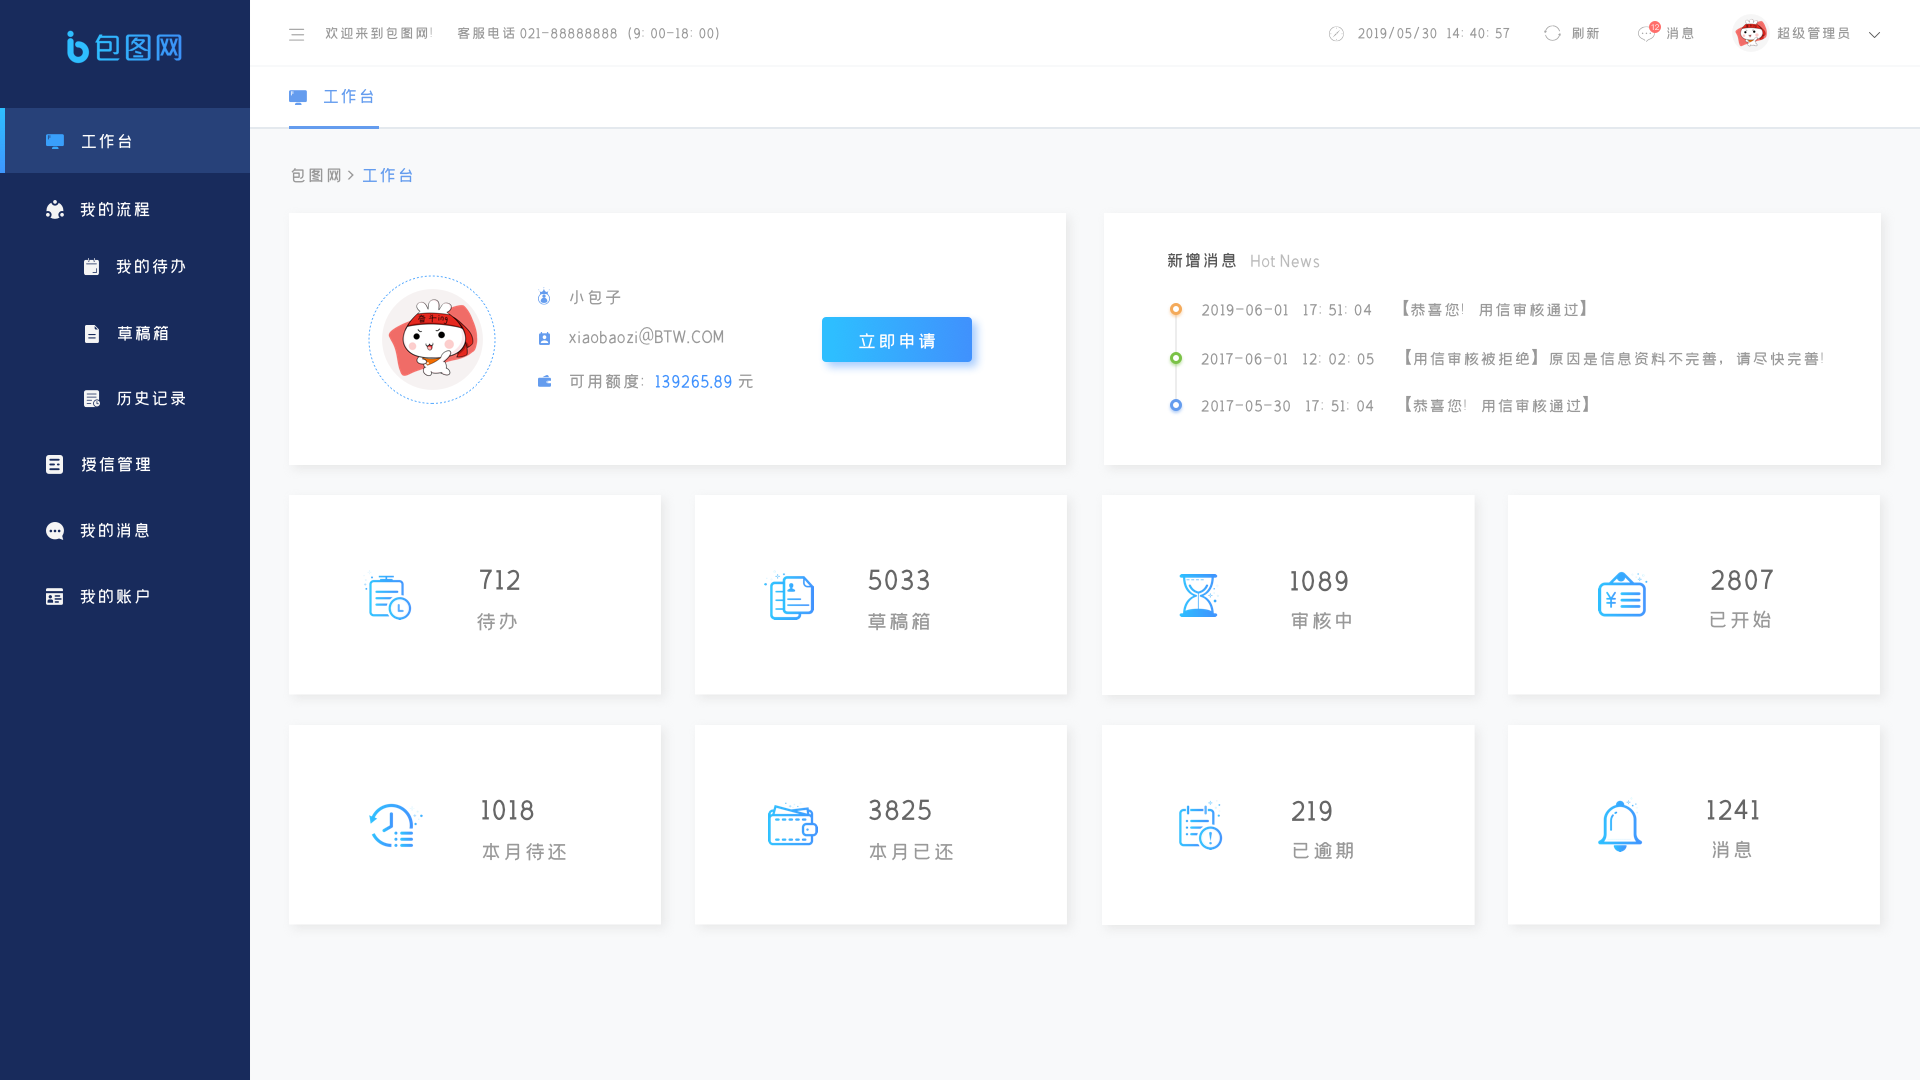 包图网
欢迎来到包图网!
客服电话 021-88888888 (9: 00-18: 00)
2019/05/30 14: 40: 57
刷新
12
消息
超级管理员
工作台
工作台
包图网 > 工作台
我的流程
我的待办
草稿箱
历史记录
授信管理
我的消息
我的账户
小包子
xiaobaozi@BTW.COM
可用额度: 139265.89 元
立即申请
新增消息 Hot News
2019-06-01 17: 51: 04 【恭喜您! 用信审核通过】
2017-06-01 12: 02: 05 【用信审核被拒绝】原因是信息资料不完善, 请尽快完善!
2017-05-30 17: 51: 04 【恭喜您! 用信审核通过】
712
待办
5033
草稿箱
1089
审核中
2807
已开始
1018
本月待还
3825
本月已还
219
已逾期
1241
消息